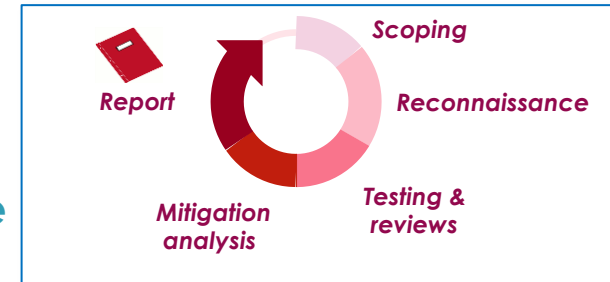 Scoping
Report
Reconnaissance
Testing &
reviews
Mitigation
analysis
e